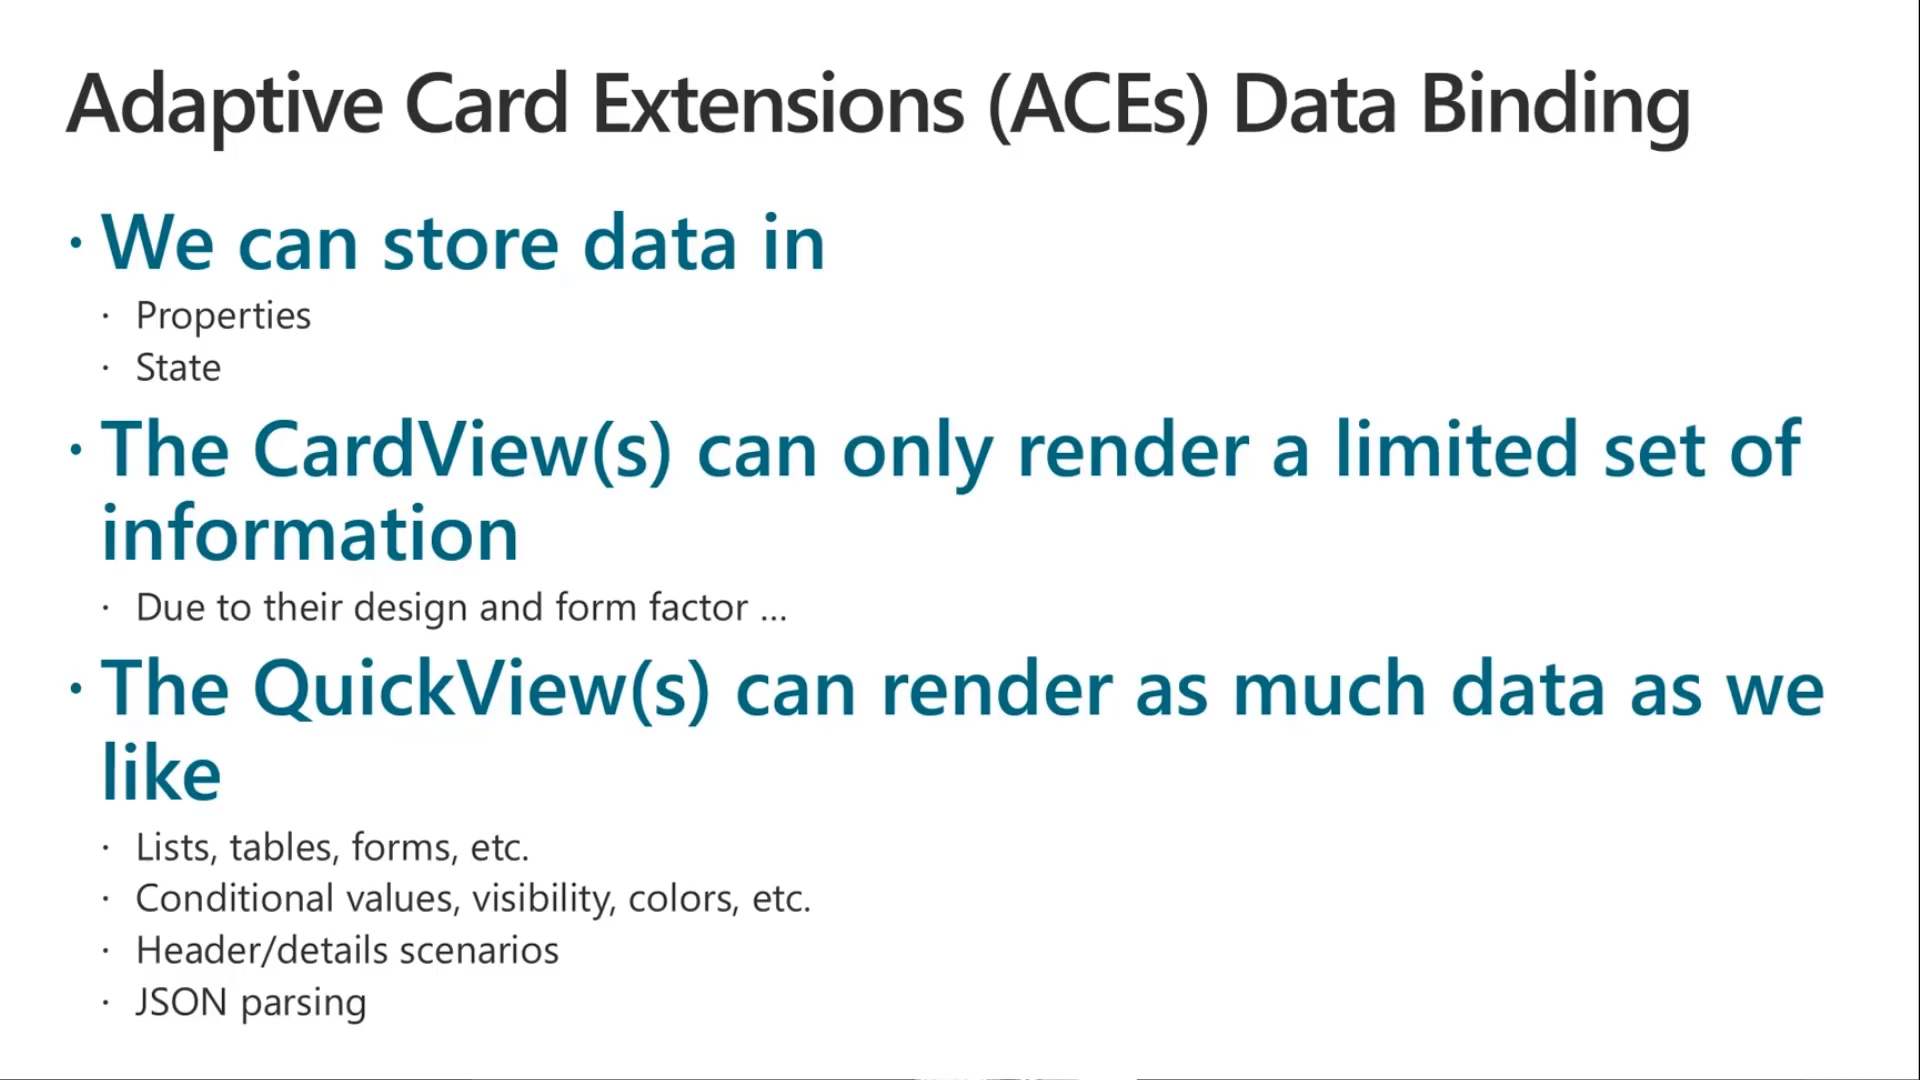 Adaptive Card Extensions (ACEs) Data Binding
· We can store data in
· Properties
· State
· The CardView(s) can only render a limited set of
information
· Due to their design and form factor ...
· The QuickView(s) can render as much data as we
like
· Lists, tables, forms, etc.
· Conditional values, visibility, colors, etc.
· Header/details scenarios
· JSON parsing